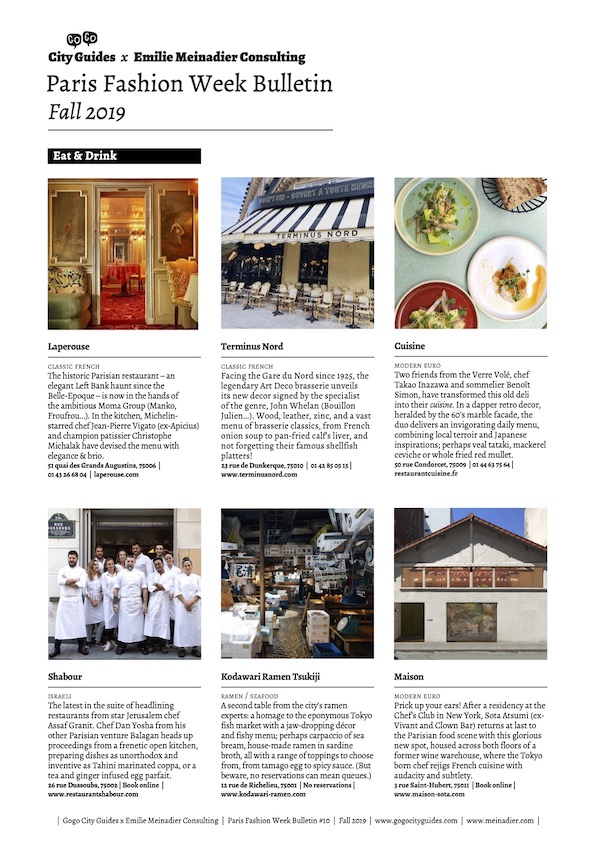 GO GO
City Guides x Emilie Meinadier Consulting
Paris Fashion Week Bulletin
Fall 2019
Eat & Drink
Laperouse
CLASSIC FRENCH
The historic Parisian restaurant – an
elegant Left Bank haunt since the
Belle-Epoque – is now in the hands of
the ambitious Moma Group (Manko,
Froufrou...). In the kitchen, Michelin-
starred chef Jean-Pierre Vigato (ex-Apicius)
and champion patissier Christophe
Michalak have devised the menu with
elegance & brio.
51 quai des Grands Augustins, 75006 |
01 43 26 68 04 | laperouse.com
OUVERT A TOUTE HEURE
TERMINUS NORD
Terminus Nord
CLASSIC FRENCH
Facing the Gare du Nord since 1925, the
legendary Art Deco brasserie unveils
its new decor signed by the specialist
of the genre, John Whelan (Bouillon
Julien...). Wood, leather, zinc, and a vast
menu of brasserie classics, from French
onion soup to pan-fried calf's liver, and
not forgetting their famous shellfish
platters!
23 rue de Dunkerque, 75010 | 01 42 85 05 15 |
www.terminusnord.com
Cuisine
MODERN EURO
Two friends from the Verre Volé, chef
Takao Inazawa and sommelier Benoît
Simon, have transformed this old deli
into their cuisine. In a dapper retro decor,
heralded by the 60's marble facade, the
duo delivers an invigorating daily menu,
combining local terroir and Japanese
inspirations; perhaps veal tataki, mackerel
ceviche or whole fried red mullet.
50 rue Condorcet, 75009 | 01 44 63 75 64 |
restaurantcuisine.fr
RUE
DUSSOUBS
Shabour
ISRAELI
The latest in the suite of headlining
restaurants from star Jerusalem chef
Assaf Granit. Chef Dan Yosha from his
other Parisian venture Balagan heads up
proceedings from a frenetic open kitchen,
preparing dishes as unorthodox and
inventive as Tahini marinated coppa, or a
tea and ginger infused egg parfait.
26 rue Dussoubs, 75002 | Book online |
www.restaurantshabour.com
Kodawari Ramen Tsukiji
RAMEN / SEAFOOD
A second table from the city's ramen
experts: a homage to the eponymous Tokyo
fish market with a jaw-dropping décor
and fishy menu; perhaps carpaccio of sea
bream, house-made ramen in sardine
broth, all with a range of toppings to choose
from, from tamago egg to spicy sauce. (But
beware, no reservations can mean queues.)
12 rue de Richelieu, 75001 | No reservations |
www.kodawari-ramen.com
Maison
MODERN EURO
Prick up your ears! After a residency at the
Chef's Club in New York, Sota Atsumi (ex-
Vivant and Clown Bar) returns at last to
the Parisian food scene with this glorious
new spot, housed across both floors of a
former wine warehouse, where the Tokyo
born chef rejigs French cuisine with
audacity and subtlety.
3 rue Saint-Hubert, 75011 | Book online |
www.maison-sota.com
| Gogo City Guides x Emilie Meinadier Consulting | Paris Fashion Week Bulletin #10 | Fall 2019 | www.gogocityguides.com | www.meinadier.com |